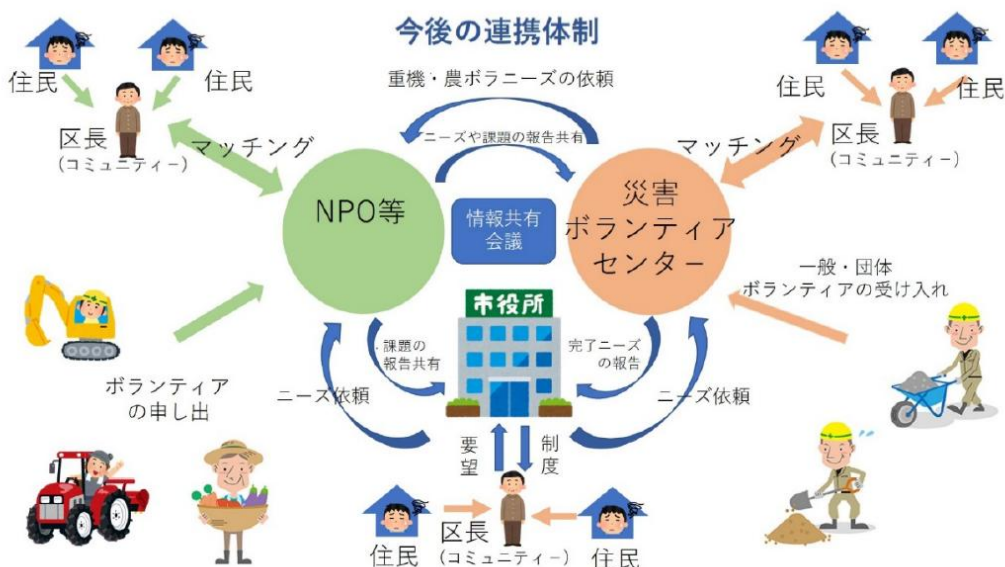 今後の連携体制
住民
住民
区長
(コミュニティー)
マッチング
重機・農ボラニーズの依頼
ニーズや課題の報告共有
住民
住民
区長
(コミュニティー)
マッチング
NPO等
情報共有
会議
災害
ボランティア
センター
一般・団体
ボランティアの受け入れ
市役所
課題の
報告共有
完了ニーズ
の報告
ボランティア
の申し出
ニーズ依頼
ニーズ依頼
要望
制度
区長
(コミュニティー)
住民
住民